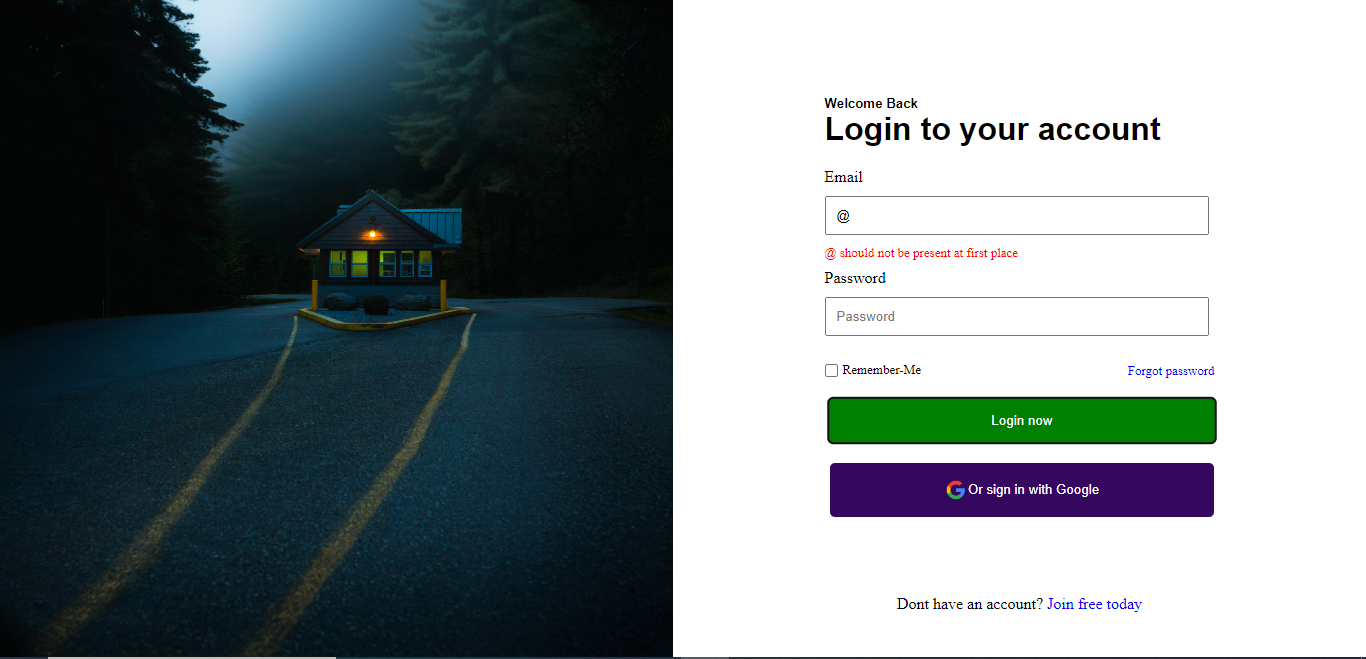 Welcome Back
Login to your account
Email
@
@ should not be present at first place
Password
Password
Remember-Me Forgot password
Login now
Or sign in with Google
Dont have an account? Join free today